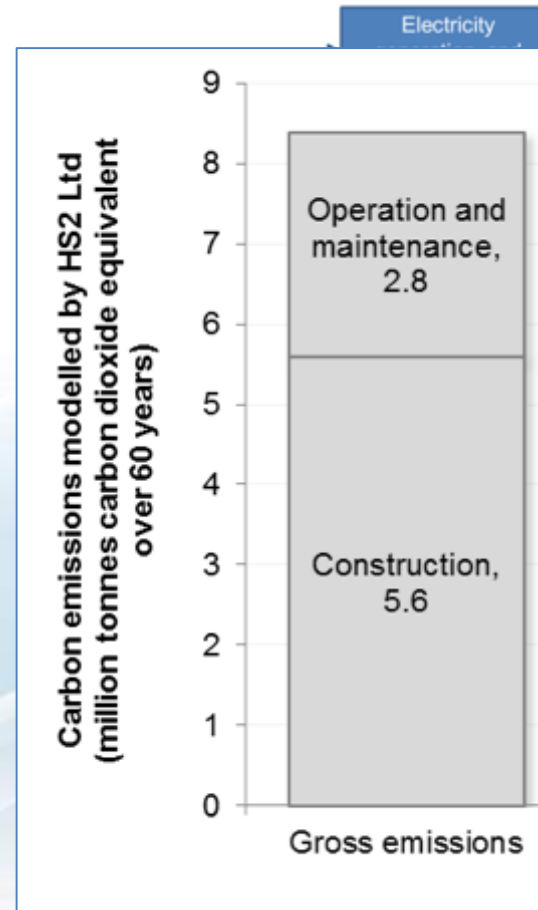 Electricity
Carbon emissions modelled by HS2 Ltd
(million tonnes carbon dioxide equivalent
over 60 years)
9
8
7
6
5
4
3
2
1
0
Operation and
maintenance,
2.8
Construction,
5.6
Gross emissions